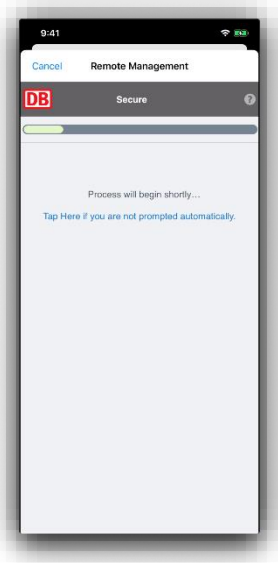 9:41
Cancel Remote Management
DB Secure ?
Process will begin shortly...
Tap Here if you are not prompted automatically.